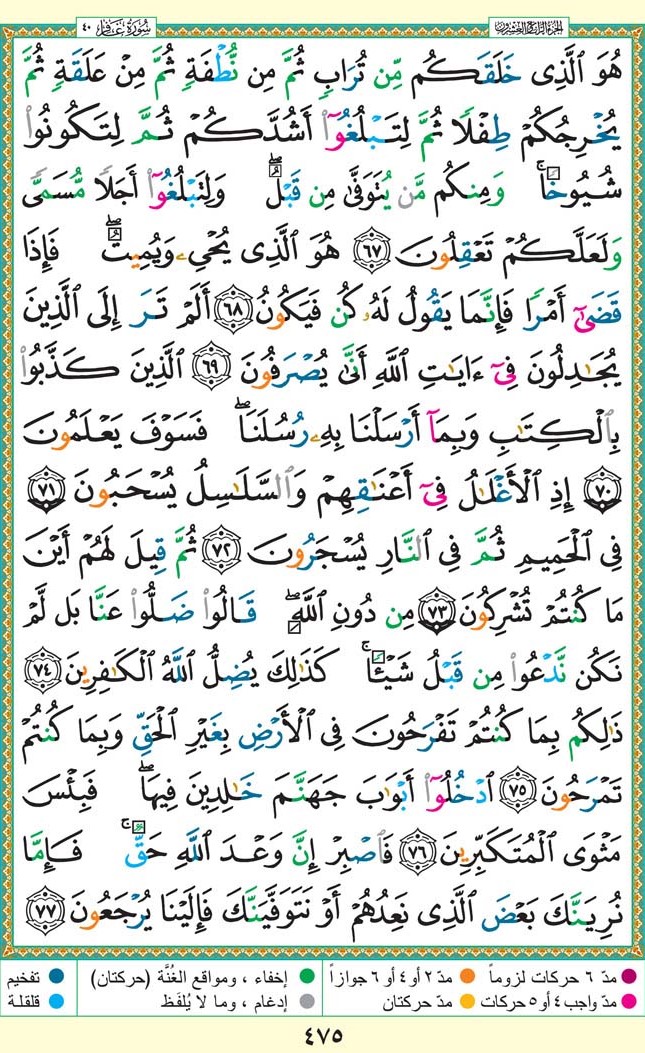 سُورَةُ غَافِرٍ ٤٠ الجزء الرابع والعشرون
هُوَ ٱلَّذِى خَلَقَكُم مِّن تُرَابٍ ثُمَّ مِن نُّطْفَةٍ ثُمَّ مِنْ عَلَقَةٍ ثُمَّ
يُخْرِجُكُمْ طِفْلًا ثُمَّ لِتَبْلُغُوٓا۟ أَشُدَّكُمْ ثُمَّ لِتَكُونُوا۟
شُيُوخًا ۚ وَمِنكُم مَّن يُتَوَفَّىٰ مِن قَبْلُ ۖ وَلِتَبْلُغُوٓا۟ أَجَلًا مُّسَمًّى
وَلَعَلَّكُمْ تَعْقِلُونَ ﴿٦٧﴾ هُوَ ٱلَّذِى يُحْىِۦ وَيُمِيتُ ۖ فَإِذَا
قَضَىٰٓ أَمْرًا فَإِنَّمَا يَقُولُ لَهُۥ كُن فَيَكُونُ ﴿٦٨﴾ أَلَمْ تَرَ إِلَى ٱلَّذِينَ
يُجَٰدِلُونَ فِىٓ ءَايَٰتِ ٱللَّهِ أَنَّىٰ يُصْرَفُونَ ﴿٦٩﴾ ٱلَّذِينَ كَذَّبُوا۟
بِٱلْكِتَٰبِ وَبِمَآ أَرْسَلْنَا بِهِۦ رُسُلَنَا ۖ فَسَوْفَ يَعْلَمُونَ
﴿٧٠﴾ إِذِ ٱلْأَغْلَٰلُ فِىٓ أَعْنَٰقِهِمْ وَٱلسَّلَٰسِلُ يُسْحَبُونَ ﴿٧١﴾
فِى ٱلْحَمِيمِ ثُمَّ فِى ٱلنَّارِ يُسْجَرُونَ ﴿٧٢﴾ ثُمَّ قِيلَ لَهُمْ أَيْنَ
مَا كُنتُمْ تُشْرِكُونَ ﴿٧٣﴾ مِن دُونِ ٱللَّهِ ۖ قَالُوا۟ ضَلُّوا۟ عَنَّا بَل لَّمْ
نَكُن نَّدْعُوا۟ مِن قَبْلُ شَيْـًٔا ۚ كَذَٰلِكَ يُضِلُّ ٱللَّهُ ٱلْكَٰفِرِينَ ﴿٧٤﴾
ذَٰلِكُم بِمَا كُنتُمْ تَفْرَحُونَ فِى ٱلْأَرْضِ بِغَيْرِ ٱلْحَقِّ وَبِمَا كُنتُمْ
تَمْرَحُونَ ﴿٧٥﴾ ٱدْخُلُوٓا۟ أَبْوَٰبَ جَهَنَّمَ خَٰلِدِينَ فِيهَا ۖ فَبِئْسَ
مَثْوَى ٱلْمُتَكَبِّرِينَ ﴿٧٦﴾ فَٱصْبِرْ إِنَّ وَعْدَ ٱللَّهِ حَقٌّ ۚ فَإِمَّا
نُرِيَنَّكَ بَعْضَ ٱلَّذِى نَعِدُهُمْ أَوْ نَتَوَفَّيَنَّكَ فَإِلَيْنَا يُرْجَعُونَ ﴿٧٧﴾
مدّ ٦ حركات لزوماً مدّ ٢ أو ٤ أو ٦ جوازاً إخفاء ، ومواقع الغُنَّة (حركتان) تفخيم
مدّ واجب ٤ أو ٥ حركات مدّ حركتان إدغام ، وما لا يُلفَظ قلقلة
٤٧٥